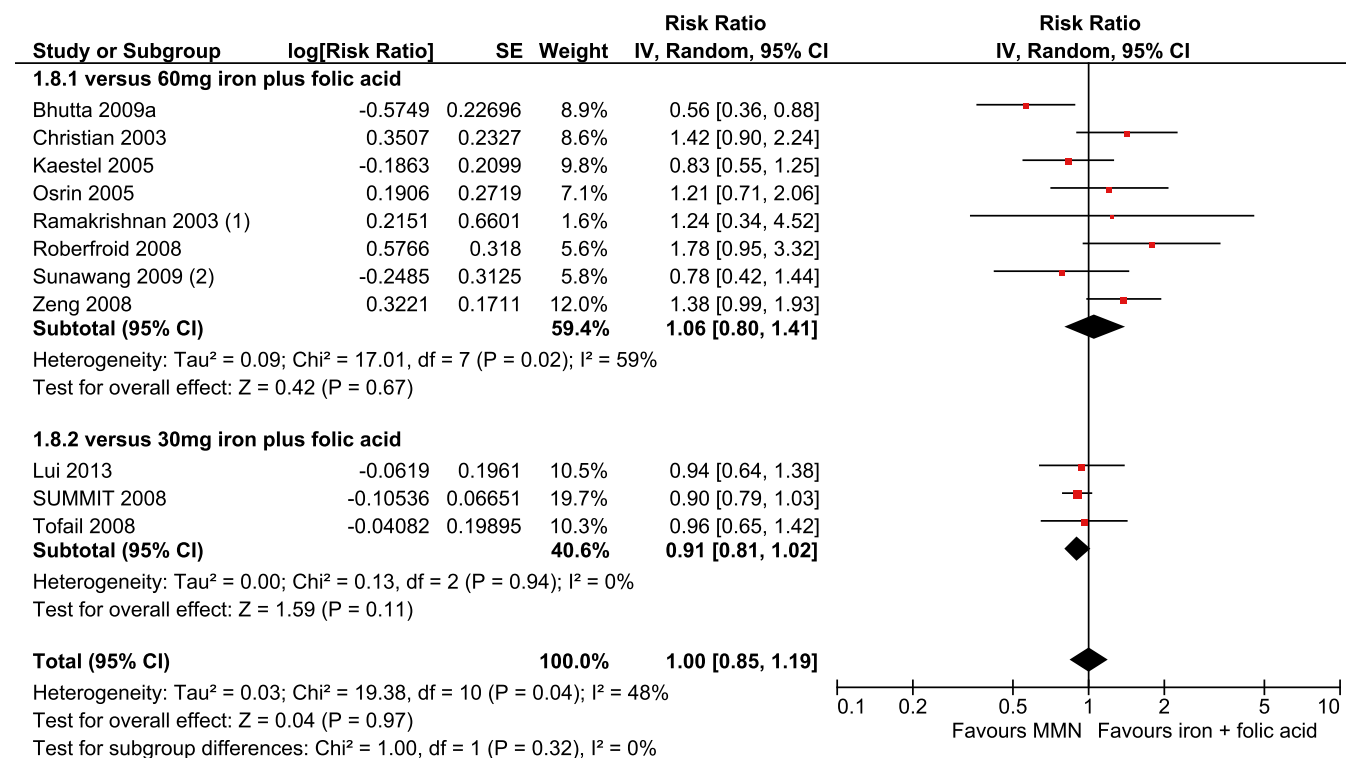 Risk Ratio Risk Ratio
Study or Subgroup log[Risk Ratio] SE Weight IV, Random, 95% CI IV, Random, 95% CI
1.8.1 versus 60mg iron plus folic acid
Bhutta 2009a -0.5749 0.22696 8.9% 0.56 [0.36, 0.88]
Christian 2003 0.3507 0.2327 8.6% 1.42 [0.90, 2.24]
Kaestel 2005 -0.1863 0.2099 9.8% 0.83 [0.55, 1.25]
Osrin 2005 0.1906 0.2719 7.1% 1.21 [0.71, 2.06]
Ramakrishnan 2003 (1) 0.2151 0.6601 1.6% 1.24 [0.34, 4.52]
Roberfroid 2008 0.5766 0.318 5.6% 1.78 [0.95, 3.32]
Sunawang 2009 (2) -0.2485 0.3125 5.8% 0.78 [0.42, 1.44]
Zeng 2008 0.3221 0.1711 12.0% 1.38 [0.99, 1.93]
Subtotal (95% CI) 59.4% 1.06 [0.80, 1.41]
Heterogeneity: Tau² = 0.09; Chi² = 17.01, df = 7 (P = 0.02); I² = 59%
Test for overall effect: Z = 0.42 (P = 0.67)
1.8.2 versus 30mg iron plus folic acid
Lui 2013 -0.0619 0.1961 10.5% 0.94 [0.64, 1.38]
SUMMIT 2008 -0.10536 0.06651 19.7% 0.90 [0.79, 1.03]
Tofail 2008 -0.04082 0.19895 10.3% 0.96 [0.65, 1.42]
Subtotal (95% CI) 40.6% 0.91 [0.81, 1.02]
Heterogeneity: Tau² = 0.00; Chi² = 0.13, df = 2 (P = 0.94); I² = 0%
Test for overall effect: Z = 1.59 (P = 0.11)
Total (95% CI) 100.0% 1.00 [0.85, 1.19]
Heterogeneity: Tau² = 0.03; Chi² = 19.38, df = 10 (P = 0.04); I² = 48%
Test for overall effect: Z = 0.04 (P = 0.97)
Test for subgroup differences: Chi² = 1.00, df = 1 (P = 0.32), I² = 0%
0.1 0.2 0.5 1 2 5 10
Favours MMN Favours iron + folic acid